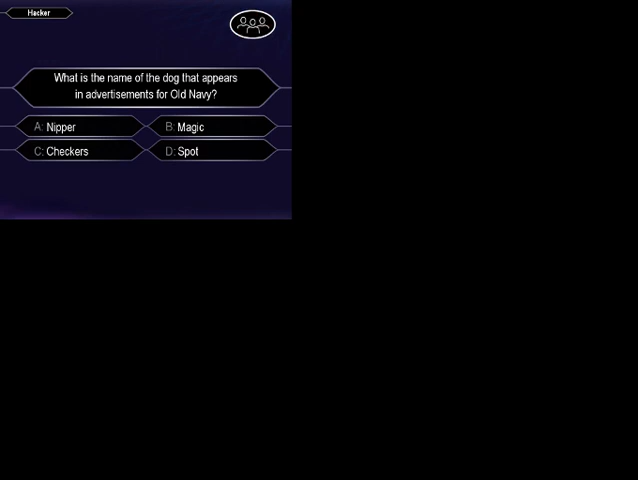 Hacker
What is the name of the dog that appears
in advertisements for Old Navy?
A: Nipper
B: Magic
C: Checkers
D: Spot